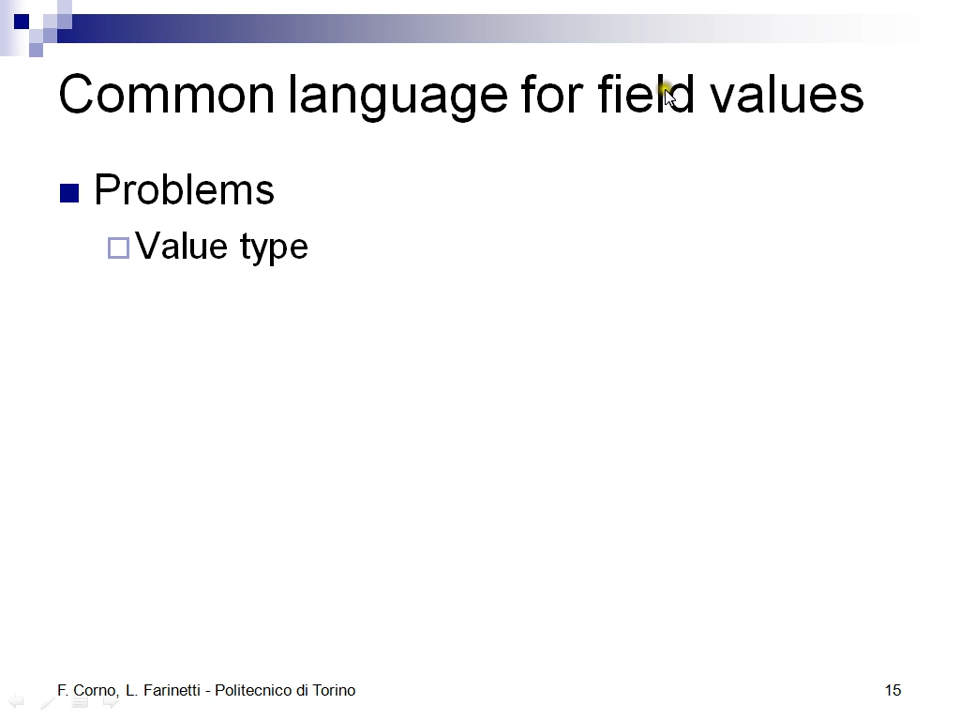 Common language for field values
Problems
Value type
F. Corno, L. Farinetti - Politecnico di Torino
15